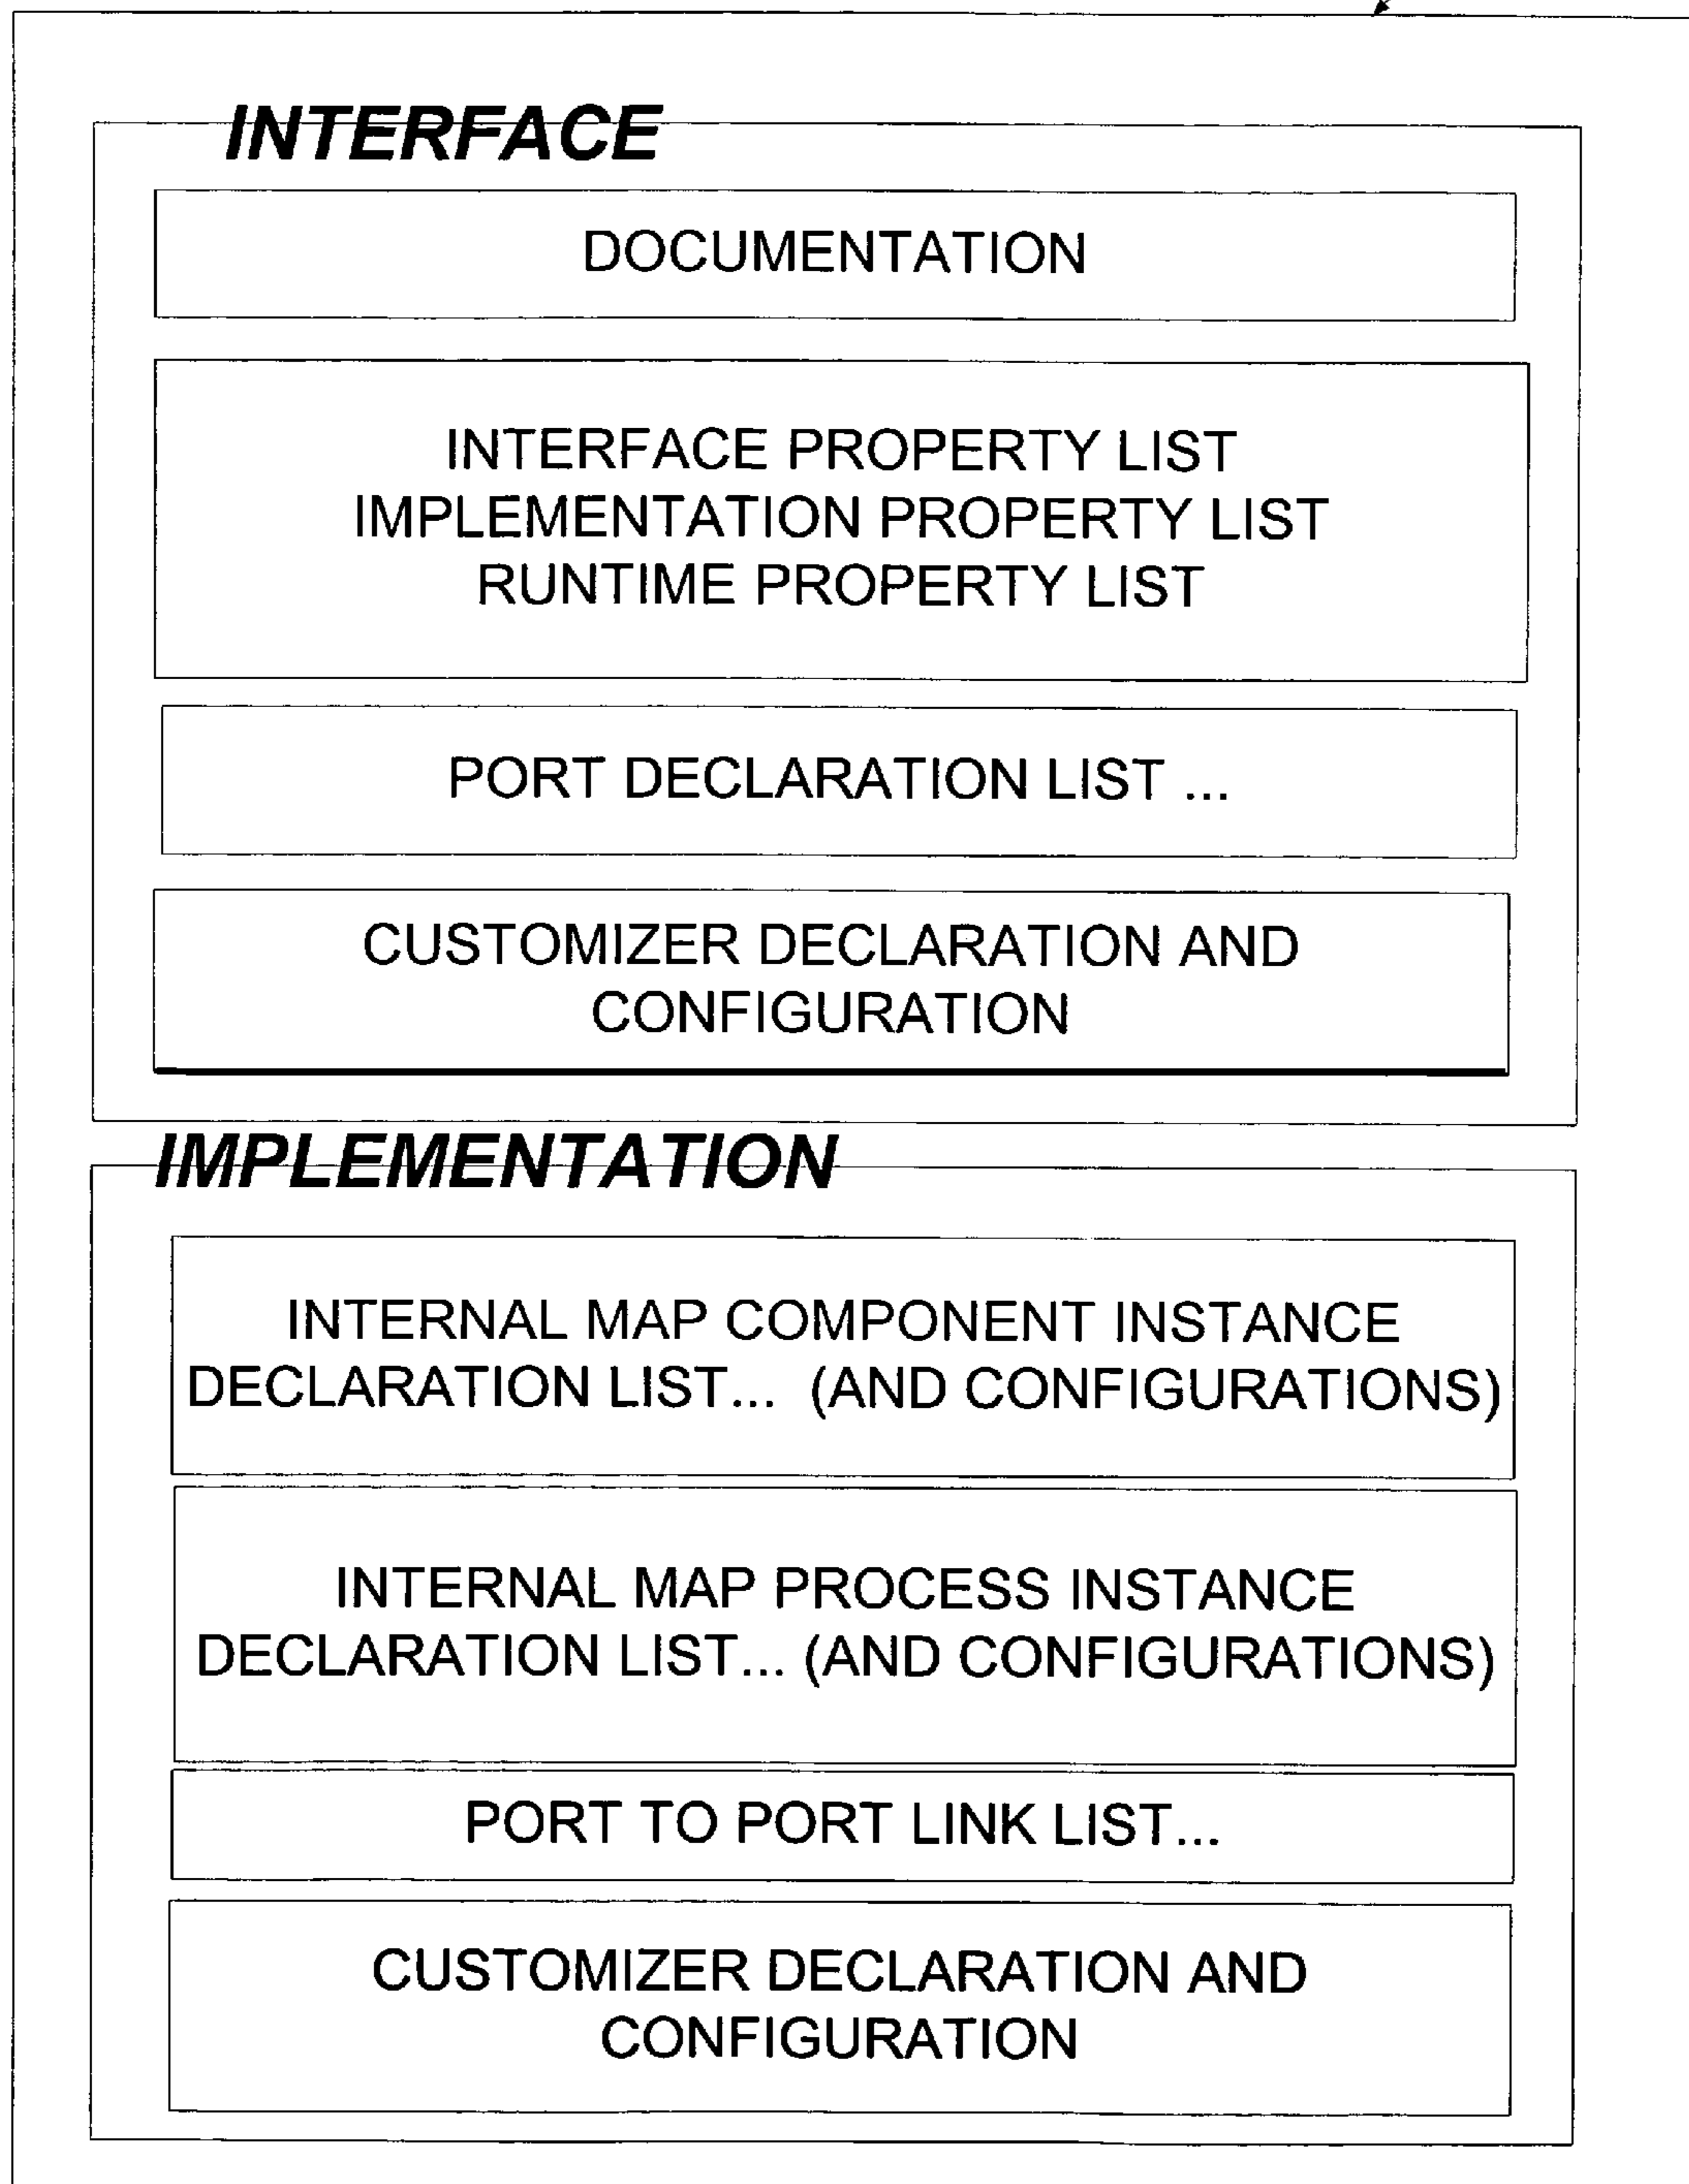 INTERFACE
DOCUMENTATION
INTERFACE PROPERTY LIST
IMPLEMENTATION PROPERTY LIST
RUNTIME PROPERTY LIST
PORT DECLARATION LIST ...
CUSTOMIZER DECLARATION AND
CONFIGURATION
IMPLEMENTATION
INTERNAL MAP COMPONENT INSTANCE
DECLARATION LIST... (AND CONFIGURATIONS)
INTERNAL MAP PROCESS INSTANCE
DECLARATION LIST... (AND CONFIGURATIONS)
PORT TO PORT LINK LIST...
CUSTOMIZER DECLARATION AND
CONFIGURATION